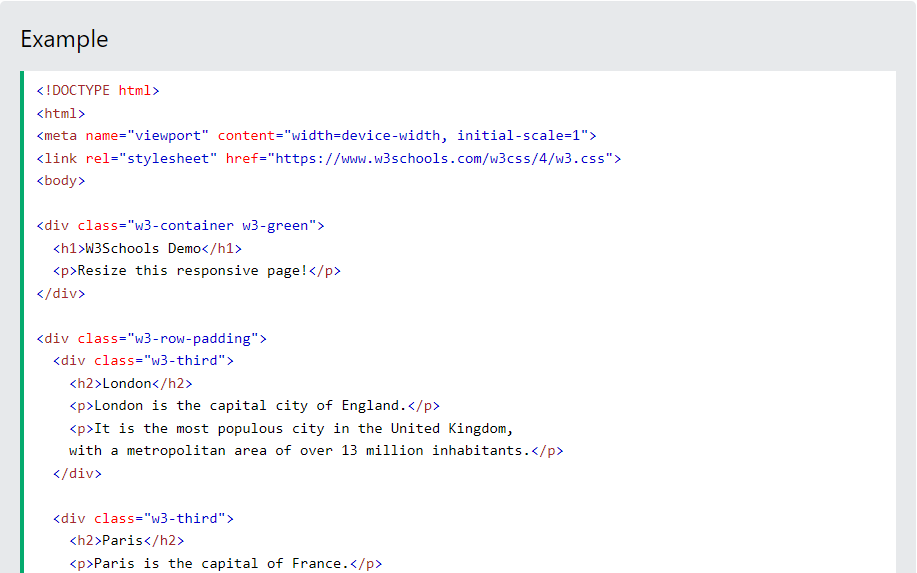 Example
<!DOCTYPE html>
<html>
<meta name="viewport" content="width=device-width, initial-scale=1">
<link rel="stylesheet" href="https://www.w3schools.com/w3css/4/w3.css">
<body>
<div class="w3-container w3-green">
<h1>W3Schools Demo</h1>
<p>Resize this responsive page!</p>
</div>
<div class="w3-row-padding">
<div class="w3-third">
<h2>London</h2>
<p>London is the capital city of England.</p>
<p>It is the most populous city in the United Kingdom,
with a metropolitan area of over 13 million inhabitants.</p>
</div>
<div class="w3-third">
<h2>Paris</h2>
<p>Paris is the capital of France.</p>